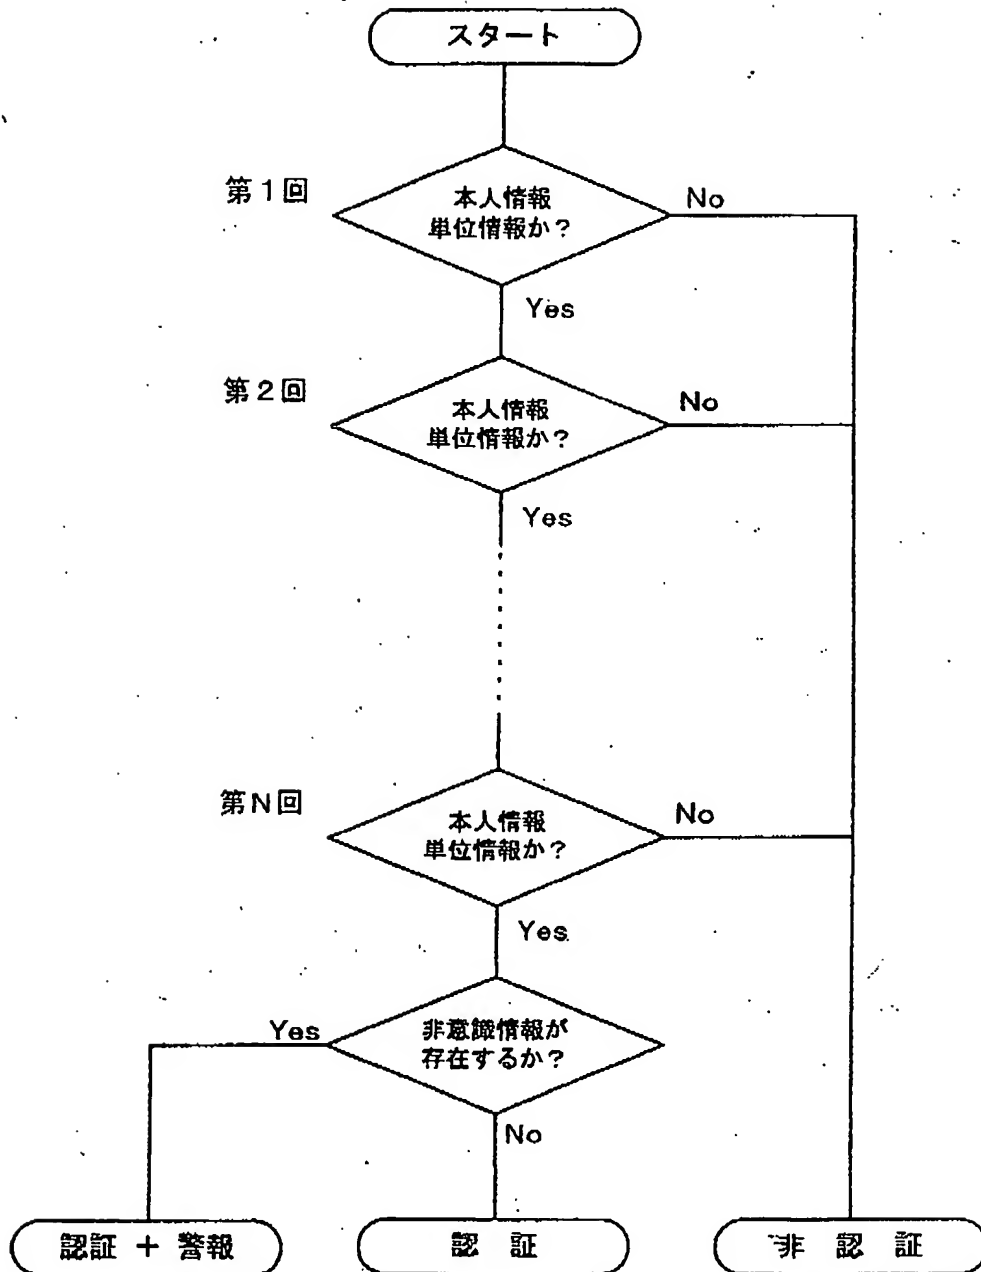 スタート
第1回
本人情報
単位情報か?
No
Yes
第2回
本人情報
単位情報か?
No
Yes
第N回
本人情報
単位情報か?
No
Yes
非意識情報が
存在するか?
Yes
No
認証 + 警報
認 証
非 認 証